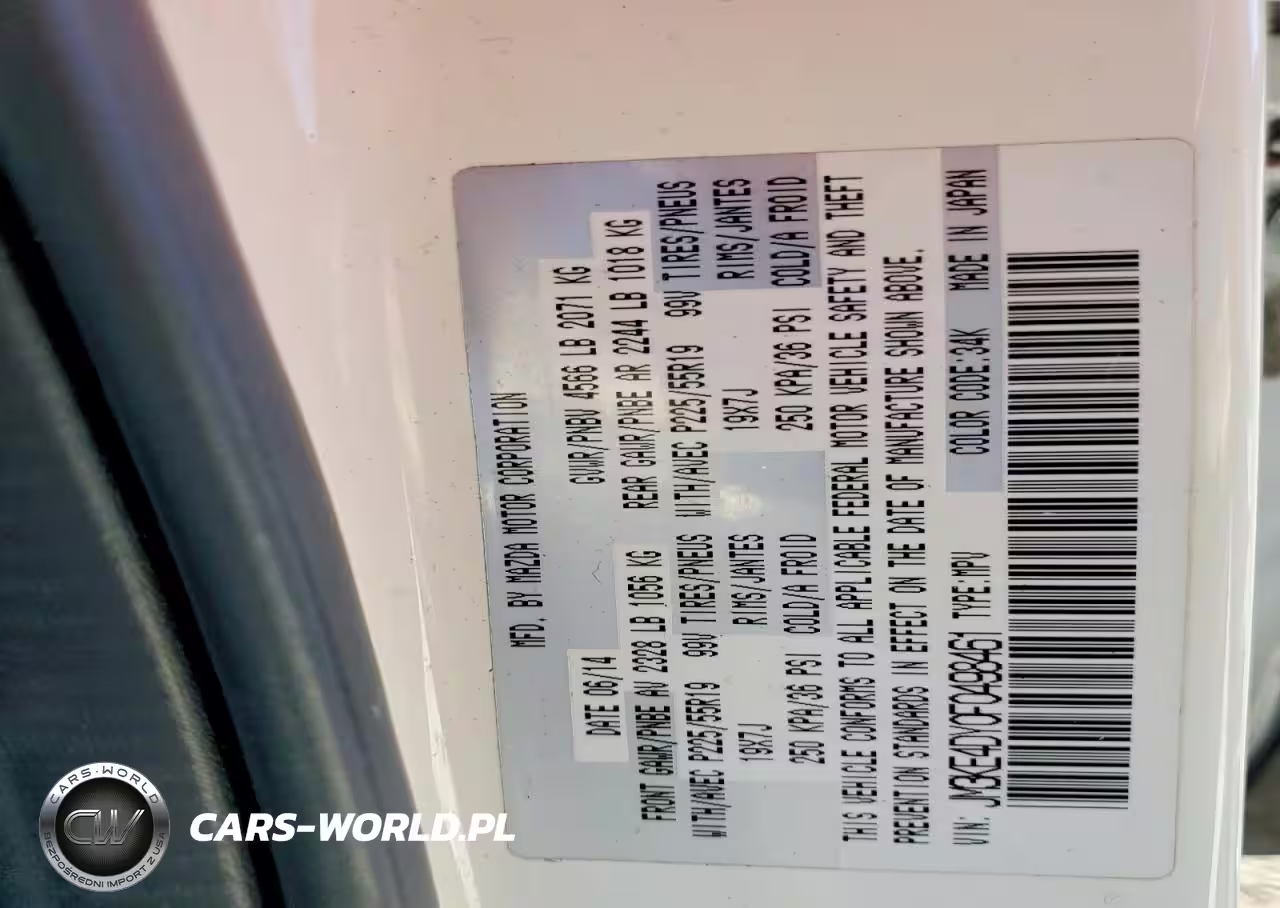 MFD. BY MAZDA MOTOR CORPORATION
DATE 06/14 GVWR/PNBV 4566 LB 2071 KG
FRONT GAWR/PNBE AV 2328 LB 1056 KG REAR GAWR/PNBE AR 2244 LB 1018 KG
WITH/AVEC P225/55R19 99V TIRES/PNEUS WITH/AVEC P225/55R19 99V TIRES/PNEUS
19X7J RIMS/JANTES 19X7J RIMS/JANTES
250 KPA/36 PSI COLD/A FROID 250 KPA/36 PSI COLD/A FROID
THIS VEHICLE CONFORMS TO ALL APPLICABLE FEDERAL MOTOR VEHICLE SAFETY AND THEFT
PREVENTION STANDARDS IN EFFECT ON THE DATE OF MANUFACTURE SHOWN ABOVE.
VIN: JM3KE4DY0F0498461 TYPE:MPV COLOR CODE:34K MADE IN JAPAN
CARS-WORLD
CW
BEZPOŚREDNI IMPORT Z USA
CARS-WORLD.PL